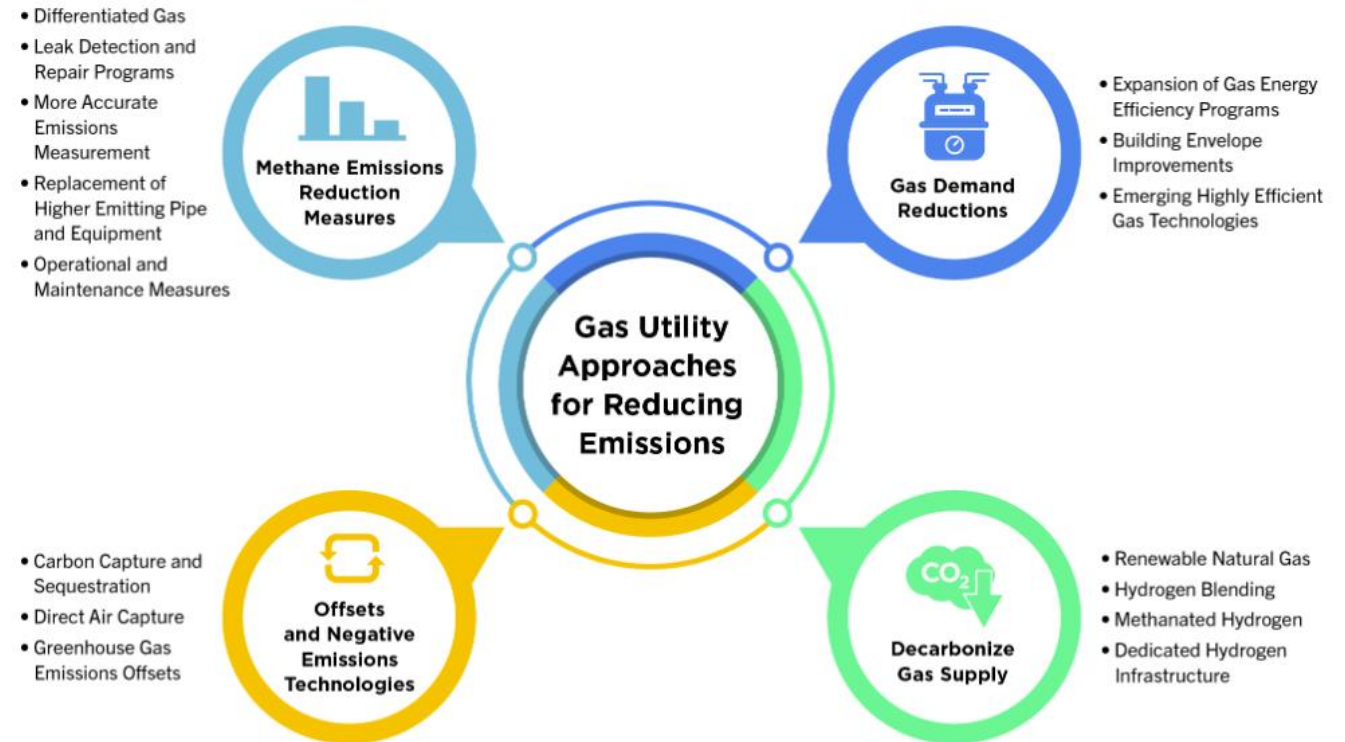 • Differentiated Gas
• Leak Detection and
Repair Programs
• More Accurate
Emissions
Measurement
• Replacement of
Higher Emitting Pipe
and Equipment
• Operational and
Maintenance Measures
Methane Emissions
Reduction
Measures
Gas Demand
Reductions
• Expansion of Gas Energy
Efficiency Programs
• Building Envelope
Improvements
• Emerging Highly Efficient
Gas Technologies
Gas Utility
Approaches
for Reducing
Emissions
• Carbon Capture and
Sequestration
• Direct Air Capture
• Greenhouse Gas
Emissions Offsets
Offsets
and Negative
Emissions
Technologies
CO₂
Decarbonize
Gas Supply
• Renewable Natural Gas
• Hydrogen Blending
• Methanated Hydrogen
• Dedicated Hydrogen
Infrastructure